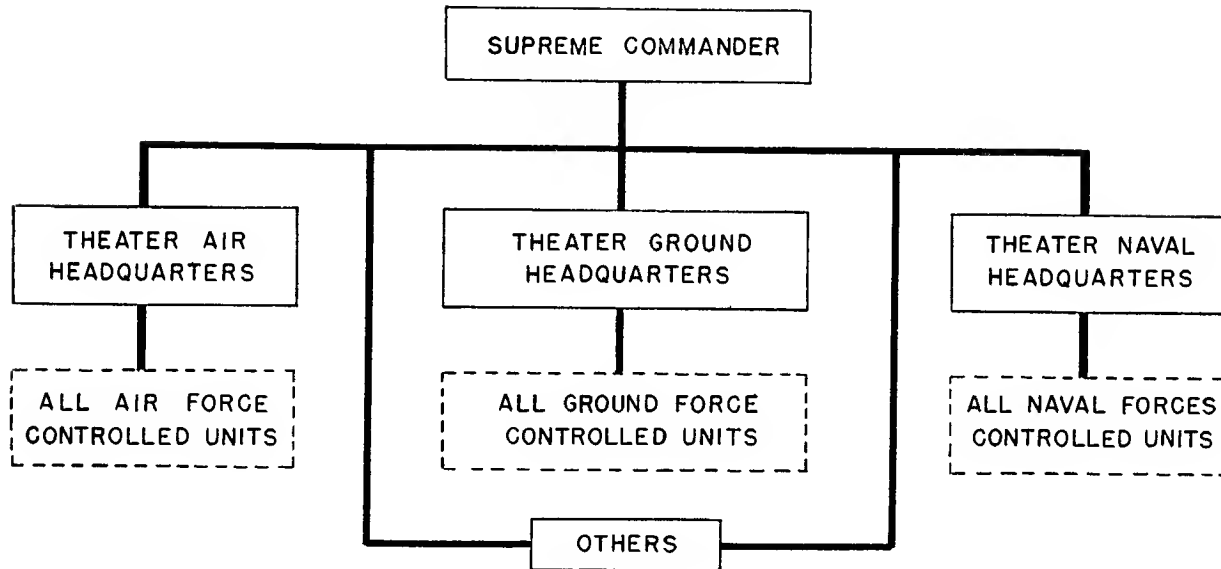 SUPREME COMMANDER
THEATER AIR
HEADQUARTERS
THEATER GROUND
HEADQUARTERS
THEATER NAVAL
HEADQUARTERS
ALL AIR FORCE
CONTROLLED UNITS
ALL GROUND FORCE
CONTROLLED UNITS
ALL NAVAL FORCES
CONTROLLED UNITS
OTHERS